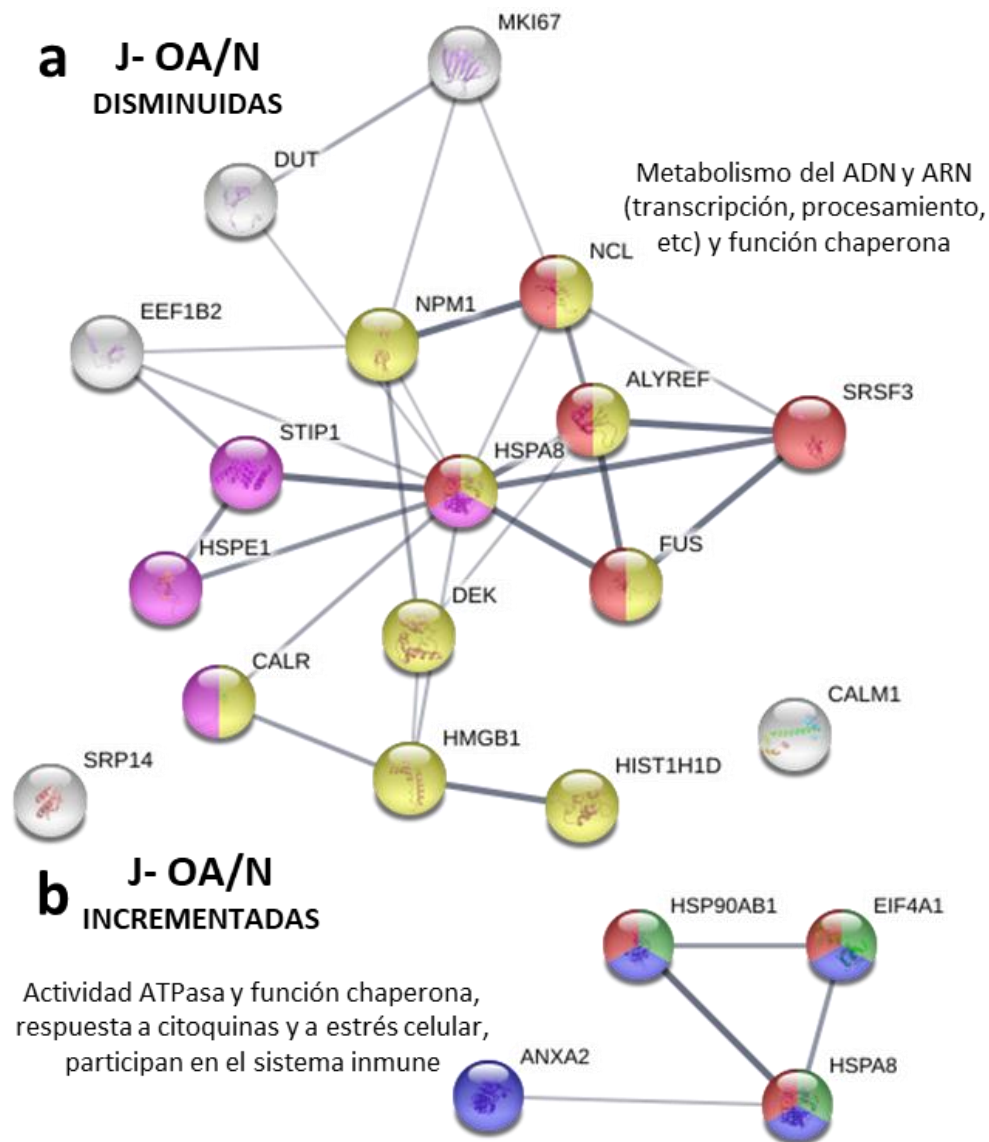 MKI67
a J- OA/N
DISMINUIDAS
DUT
Metabolismo del ADN y ARN
(transcripción, procesamiento,
etc) y función chaperona
NCL
NPM1
EEF1B2
ALYREF
SRSF3
STIP1
HSPA8
HSPE1
FUS
DEK
CALR
CALM1
HMGB1
SRP14
HIST1H1D
b J- OA/N
INCREMENTADAS
HSP90AB1
EIF4A1
Actividad ATPasa y función chaperona,
respuesta a citoquinas y a estrés celular,
participan en el sistema inmune
ANXA2
HSPA8